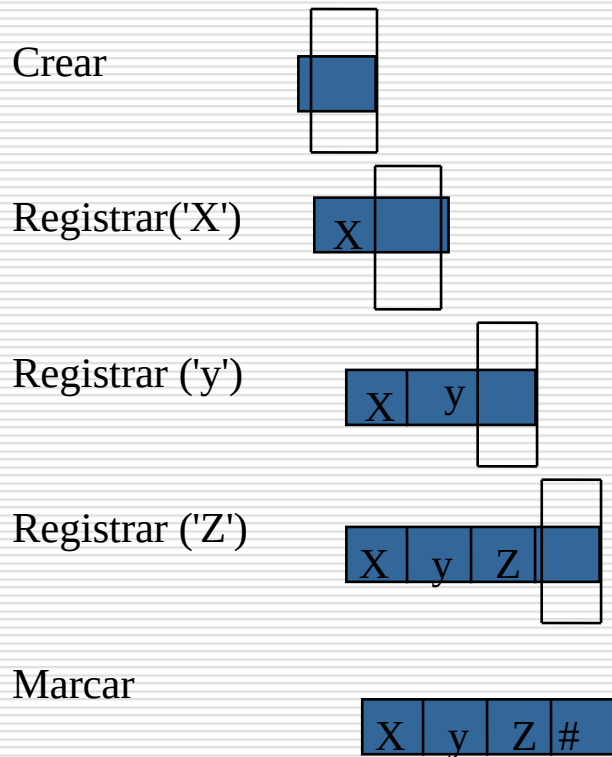 Crear
Registrar('X')
X
Registrar ('y')
X y
Registrar ('Z')
X y Z
Marcar
X y Z #